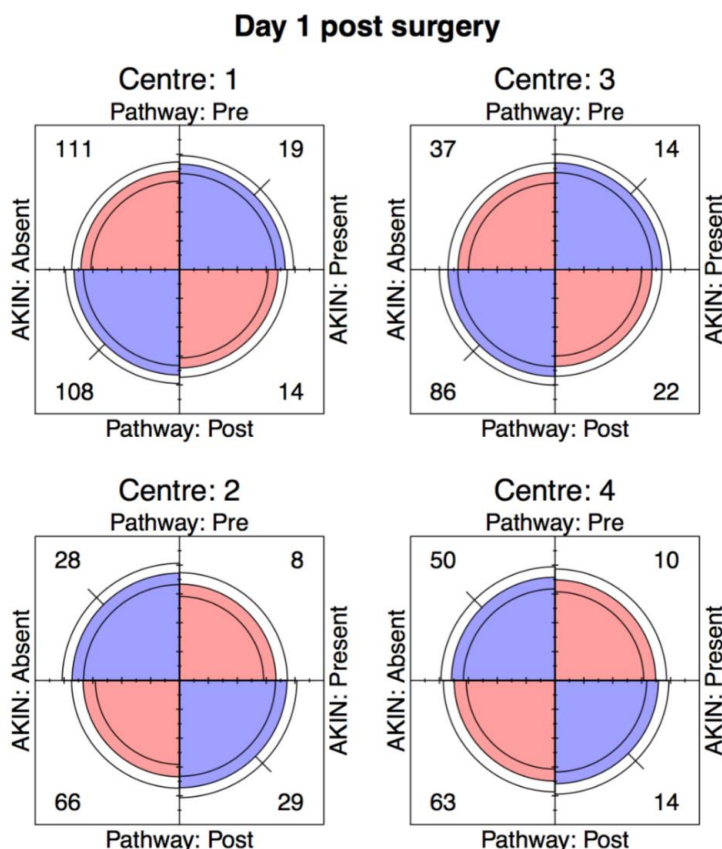 Day 1 post surgery
Centre: 1
Pathway: Pre
111 19
AKIN: Absent
AKIN: Present
108 14
Pathway: Post
Centre: 3
Pathway: Pre
37 14
AKIN: Absent
AKIN: Present
86 22
Pathway: Post
Centre: 2
Pathway: Pre
28 8
AKIN: Absent
AKIN: Present
66 29
Pathway: Post
Centre: 4
Pathway: Pre
50 10
AKIN: Absent
AKIN: Present
63 14
Pathway: Post